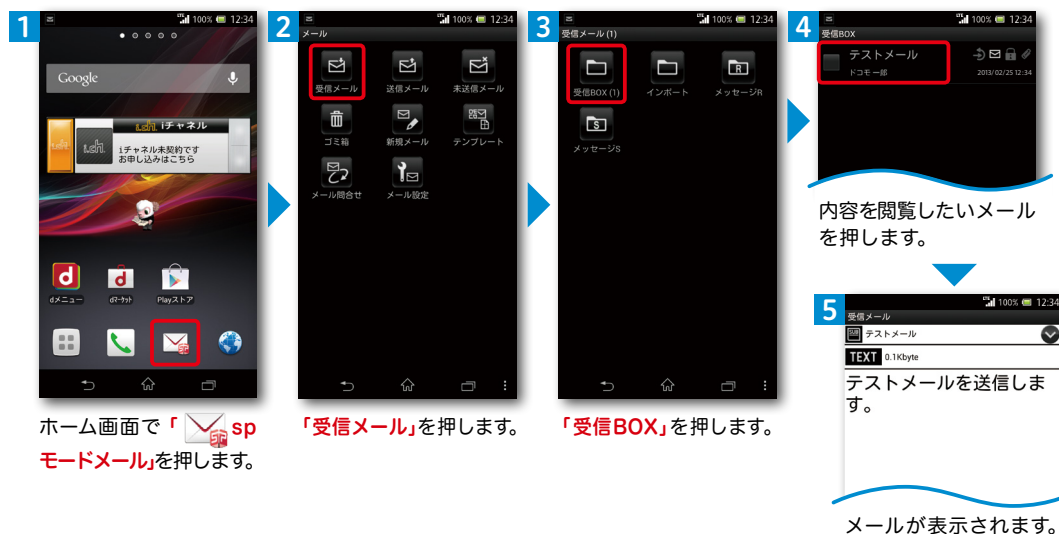 1
LTE 100% 12:34
Google
i.ch. iチャネル
i.ch.
i.ch.
iチャネル未契約です
お申し込みはこちら
d
d
dメニュー
dマーケット
Playストア
ホーム画面で「 sp
モードメール」を押します。
2
LTE 100% 12:34
メール
受信メール
送信メール
未送信メール
ゴミ箱
新規メール
テンプレート
メール問合せ
メール設定
「受信メール」を押します。
3
LTE 100% 12:34
受信メール (1)
R
受信BOX (1)
インポート
メッセージR
S
メッセージS
「受信BOX」を押します。
4
LTE 100% 12:34
受信BOX
テストメール
ドコモ 一郎
2013/02/25 12:34
内容を閲覧したいメール
を押します。
5
LTE 100% 12:34
受信メール
SUB テストメール
TEXT 0.1Kbyte
テストメールを送信しま
す。
メールが表示されます。